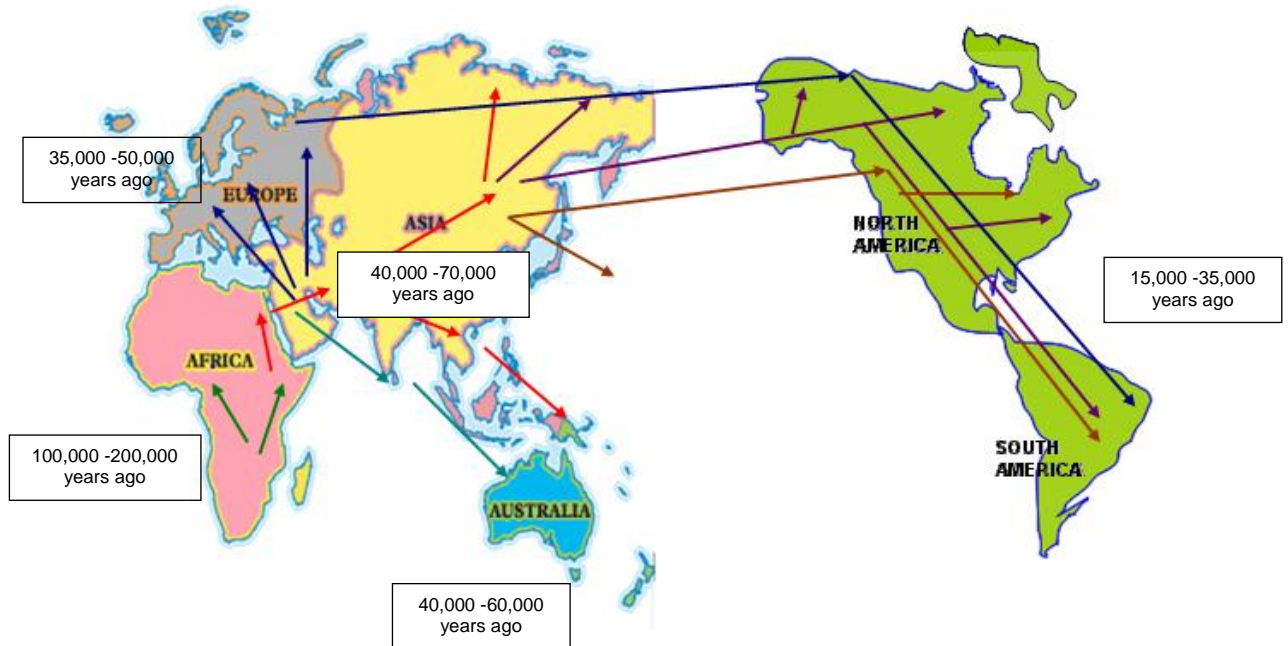 35,000 -50,000
years ago
EUROPE
ASIA
40,000 -70,000
years ago
NORTH
AMERICA
15,000 -35,000
years ago
AFRICA
100,000 -200,000
years ago
SOUTH
AMERICA
AUSTRALIA
40,000 -60,000
years ago